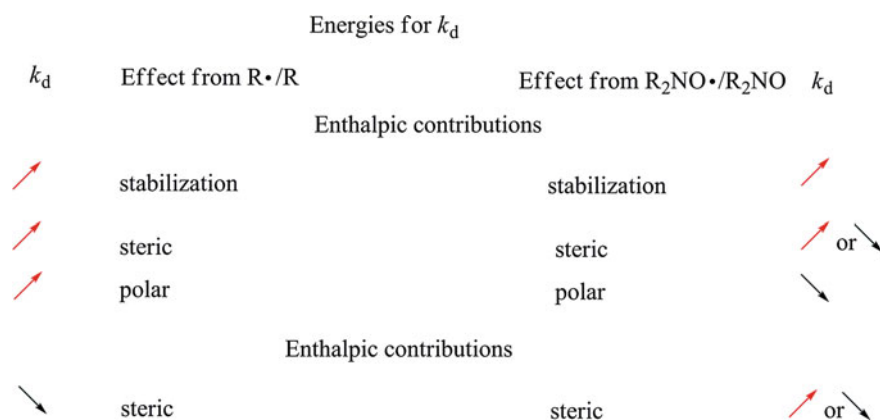 Energies for kd
kd Effect from R•/R Effect from R2NO•/R2NO kd
Enthalpic contributions
stabilization stabilization
steric steric or
polar polar
Enthalpic contributions
steric steric or